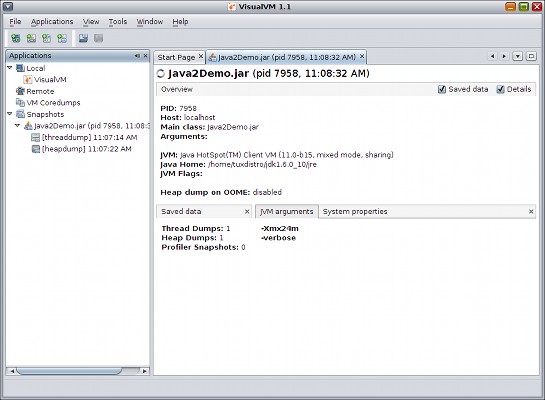 VisualVM 1.1
File Applications View Tools Window Help
Applications
Local
VisualVM
Remote
VM Coredumps
Snapshots
Java2Demo.jar (pid 7958, 11:08:3
[threaddump] 11:07:14 AM
[heapdump] 11:07:22 AM
Start Page
Java2Demo.jar (pid 7958, 11:08:32 AM)
Java2Demo.jar (pid 7958, 11:08:32 AM)
Overview
Saved data
Details
PID: 7958
Host: localhost
Main class: Java2Demo.jar
Arguments:
JVM: Java HotSpot(TM) Client VM (11.0-b15, mixed mode, sharing)
Java Home: /home/tuxdistro/jdk1.6.0_10/jre
JVM Flags:
Heap dump on OOME: disabled
Saved data
Thread Dumps: 1
Heap Dumps: 1
Profiler Snapshots: 0
JVM arguments
System properties
-Xmx24m
-verbose